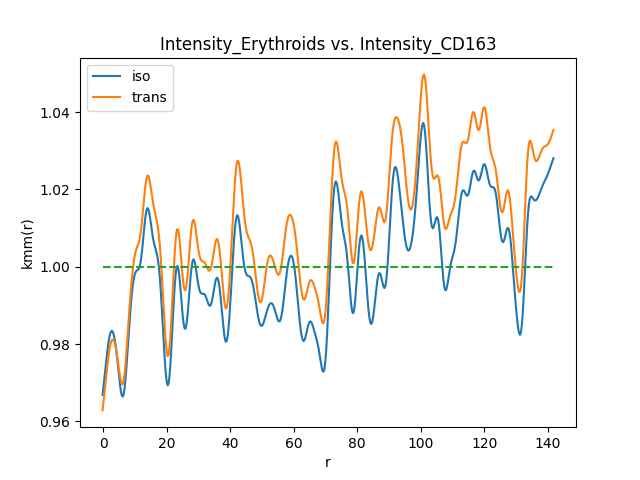 Intensity_Erythroids vs. Intensity_CD163
iso
trans
kmm(r)
1.04
1.02
1.00
0.98
0.96
0 20 40 60 80 100 120 140
r